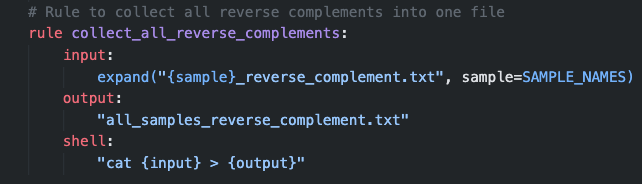 # Rule to collect all reverse complements into one file
rule collect_all_reverse_complements:
    input:
        expand("{sample}_reverse_complement.txt", sample=SAMPLE_NAMES)
    output:
        "all_samples_reverse_complement.txt"
    shell:
        "cat {input} > {output}"